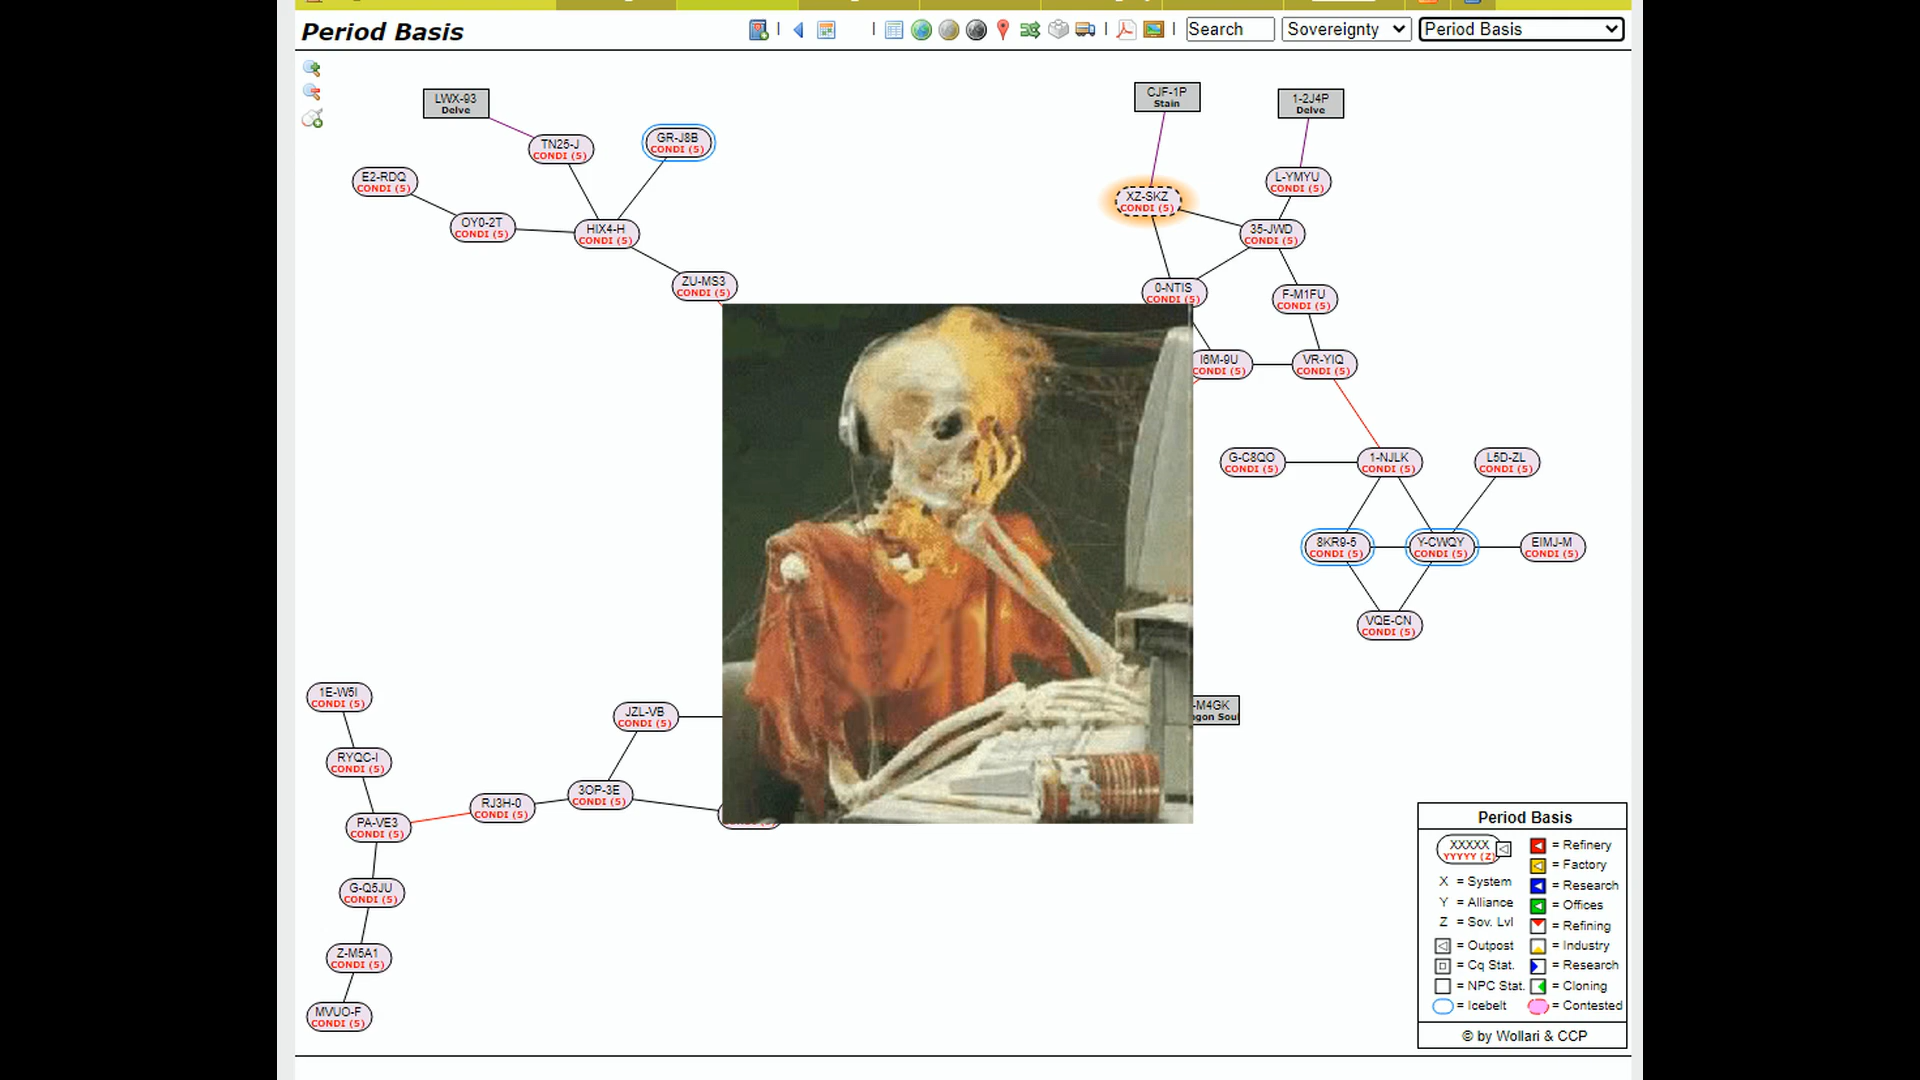 Period Basis
Search
Sovereignty
Period Basis
LWX-93
Delve
CJF-1P
Stain
1-2J4P
Delve
TN25-J
CONDI (5)
GR-J8B
CONDI (5)
E2-RDQ
CONDI (5)
L-YMYU
CONDI (5)
XZ-SKZ
CONDI (5)
OY0-2T
CONDI (5)
HIX4-H
CONDI (5)
35-JWD
CONDI (5)
ZU-MS3
CONDI (5)
0-NTIS
CONDI (5)
F-M1FU
CONDI (5)
I6M-9U
CONDI (5)
VR-YIQ
CONDI (5)
G-C8QO
CONDI (5)
1-NJLK
CONDI (5)
L5D-ZL
CONDI (5)
8KR9-5
CONDI (5)
Y-CWQY
CONDI (5)
EIMJ-M
CONDI (5)
VQE-CN
CONDI (5)
1E-W5I
CONDI (5)
JZL-VB
CONDI (5)
-M4GK
gon Soul
RYQC-I
CONDI (5)
3OP-3E
CONDI (5)
RJ3H-0
CONDI (5)
PA-VE3
CONDI (5)
G-Q5JU
CONDI (5)
Z-M5A1
CONDI (5)
MVUO-F
CONDI (5)
Period Basis
XXXXX
YYYYY (Z)
X = System
Y = Alliance
Z = Sov. Lvl
= Outpost
= Cq Stat.
= NPC Stat.
= Icebelt
= Refinery
= Factory
= Research
= Offices
= Refining
= Industry
= Research
= Cloning
= Contested
© by Wollari & CCP